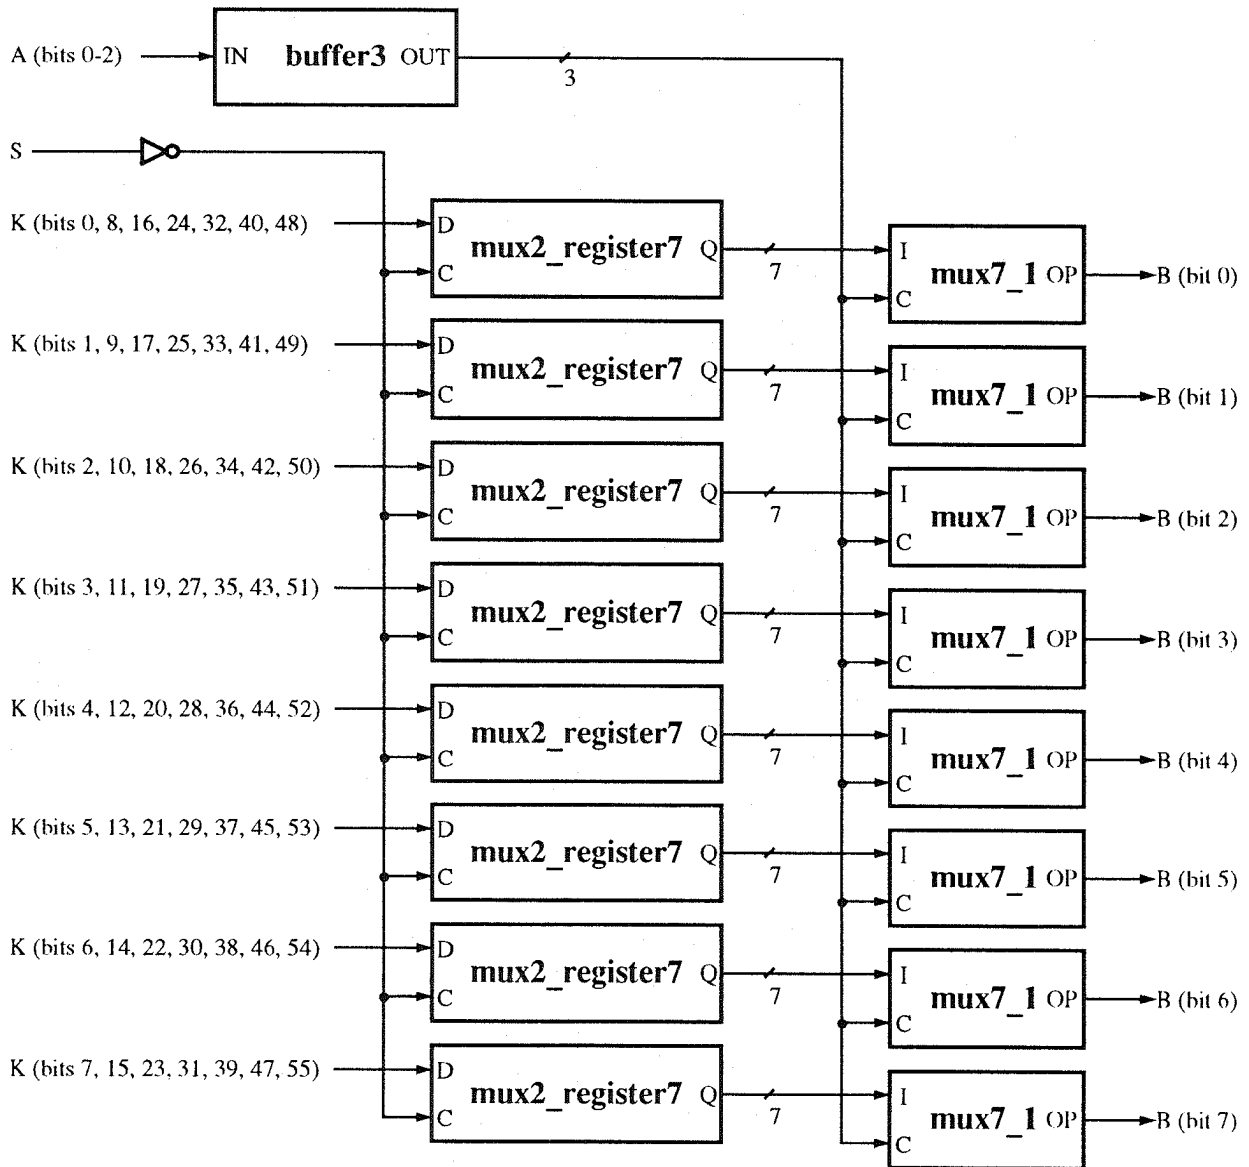 A (bits 0-2)
IN buffer3 OUT
3
S
K (bits 0, 8, 16, 24, 32, 40, 48)
D
mux2_register7 Q
C
7
I
mux7_1 OP
C
B (bit 0)
K (bits 1, 9, 17, 25, 33, 41, 49)
D
mux2_register7 Q
C
7
I
mux7_1 OP
C
B (bit 1)
K (bits 2, 10, 18, 26, 34, 42, 50)
D
mux2_register7 Q
C
7
I
mux7_1 OP
C
B (bit 2)
K (bits 3, 11, 19, 27, 35, 43, 51)
D
mux2_register7 Q
C
7
I
mux7_1 OP
C
B (bit 3)
K (bits 4, 12, 20, 28, 36, 44, 52)
D
mux2_register7 Q
C
7
I
mux7_1 OP
C
B (bit 4)
K (bits 5, 13, 21, 29, 37, 45, 53)
D
mux2_register7 Q
C
7
I
mux7_1 OP
C
B (bit 5)
K (bits 6, 14, 22, 30, 38, 46, 54)
D
mux2_register7 Q
C
7
I
mux7_1 OP
C
B (bit 6)
K (bits 7, 15, 23, 31, 39, 47, 55)
D
mux2_register7 Q
C
7
I
mux7_1 OP
C
B (bit 7)